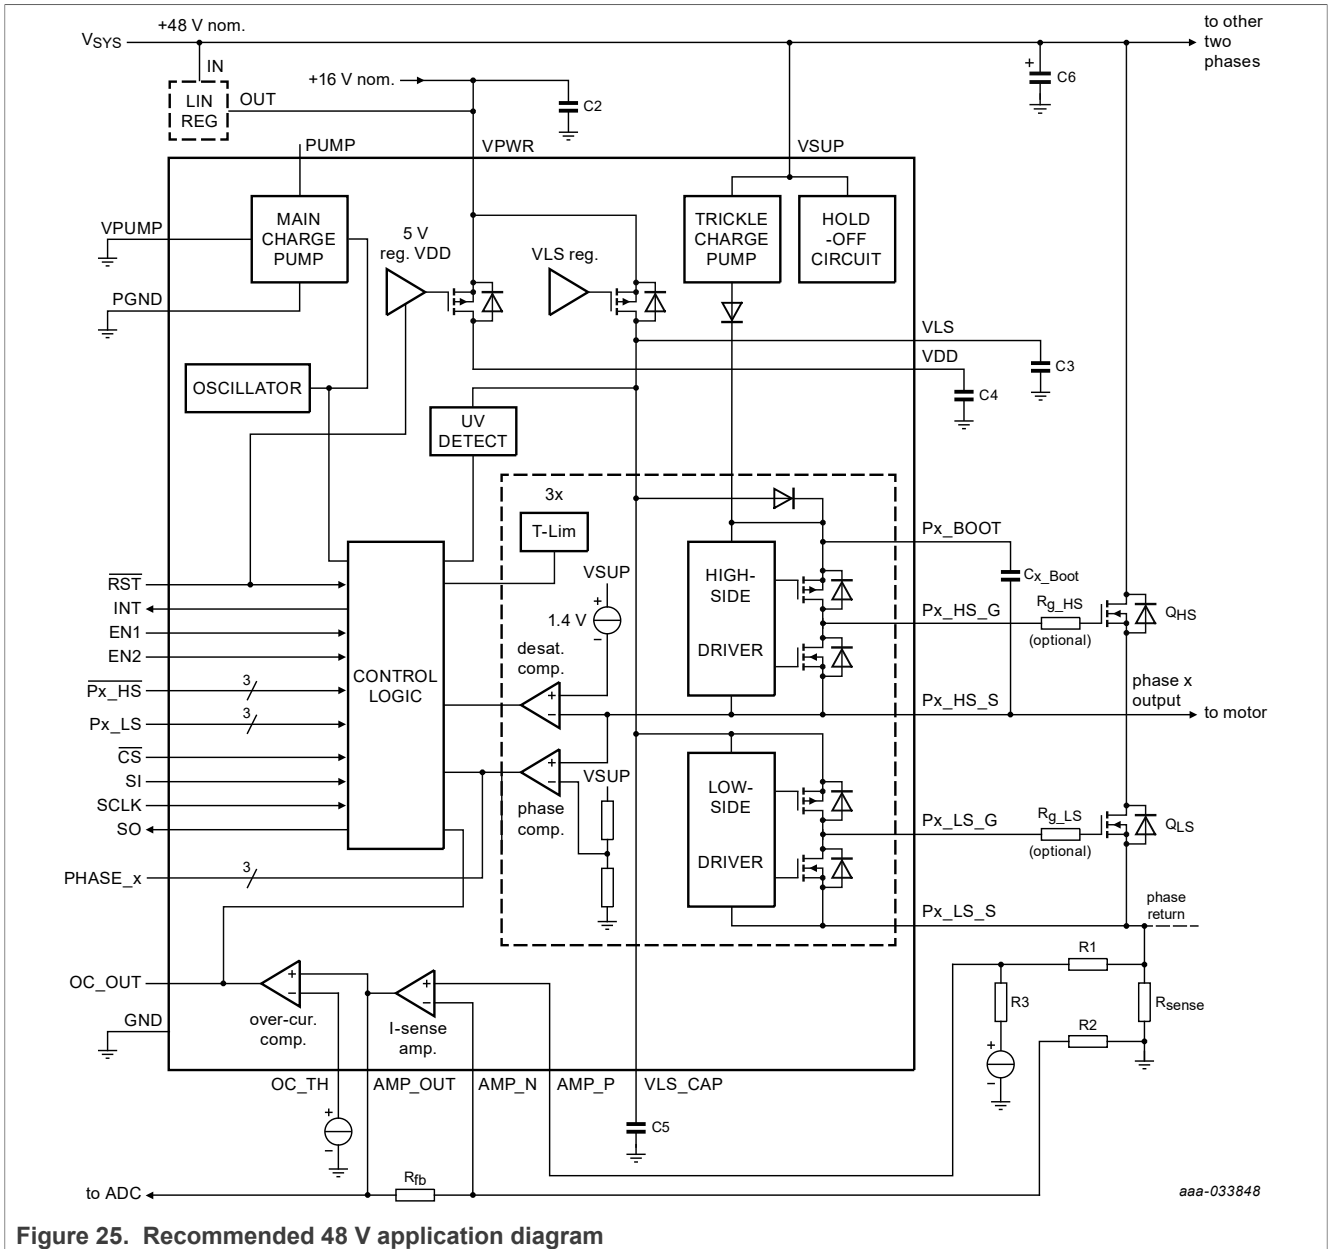 +48 V nom.
VSYS
to other
two
phases
IN
+16 V nom.
LIN
REG
OUT
C2
+
C6
PUMP
VPWR
VSUP
VPUMP
MAIN
CHARGE
PUMP
5 V
reg. VDD
VLS reg.
TRICKLE
CHARGE
PUMP
HOLD
-OFF
CIRCUIT
PGND
VLS
VDD
C3
C4
OSCILLATOR
UV
DETECT
3x
T-Lim
Px_BOOT
VSUP
+
1.4 V
−
HIGH-
SIDE
DRIVER
Cx_Boot
RST
INT
EN1
EN2
Px_HS
3
Px_LS
3
CS
SI
SCLK
SO
PHASE_x
3
CONTROL
LOGIC
desat.
comp.
+
−
Px_HS_G
Rg_HS
(optional)
QHS
Px_HS_S
phase x
output
to motor
+
−
VSUP
phase
comp.
LOW-
SIDE
DRIVER
Px_LS_G
Rg_LS
(optional)
QLS
Px_LS_S
phase
return
OC_OUT
+
−
over-cur.
comp.
+
−
I-sense
amp.
R1
R3
Rsense
R2
+
−
GND
OC_TH
AMP_OUT
AMP_N
AMP_P
VLS_CAP
+
−
C5
to ADC
Rfb
aaa-033848
Figure 25. Recommended 48 V application diagram